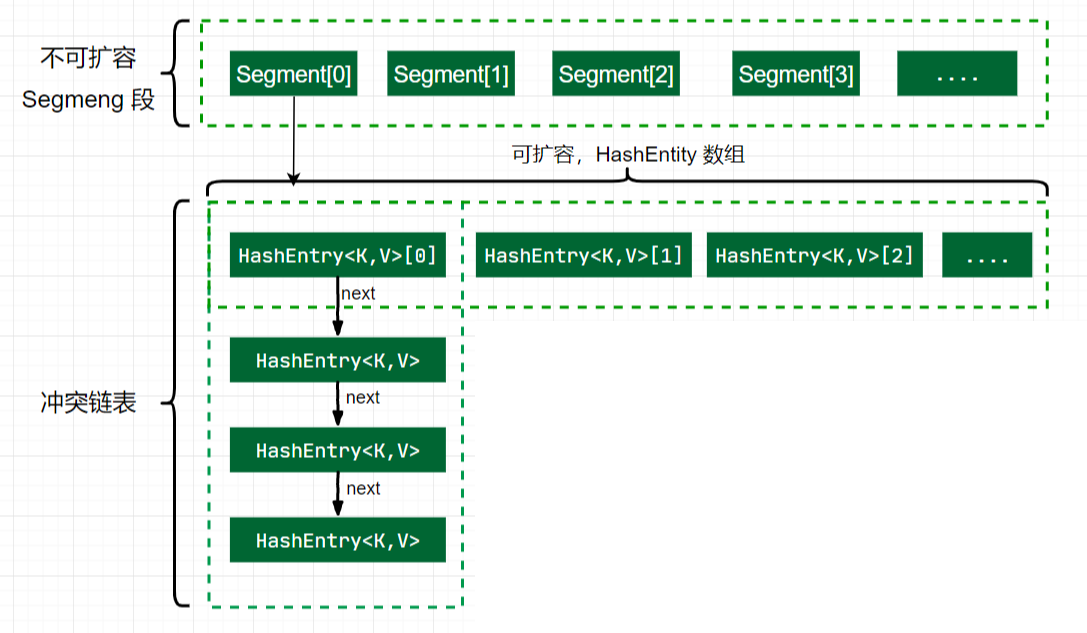 不可扩容
Segmeng 段
Segment[0]
Segment[1]
Segment[2]
Segment[3]
....
可扩容，HashEntity 数组
HashEntry<K,V>[0]
HashEntry<K,V>[1]
HashEntry<K,V>[2]
....
next
HashEntry<K,V>
next
冲突链表
HashEntry<K,V>
next
HashEntry<K,V>